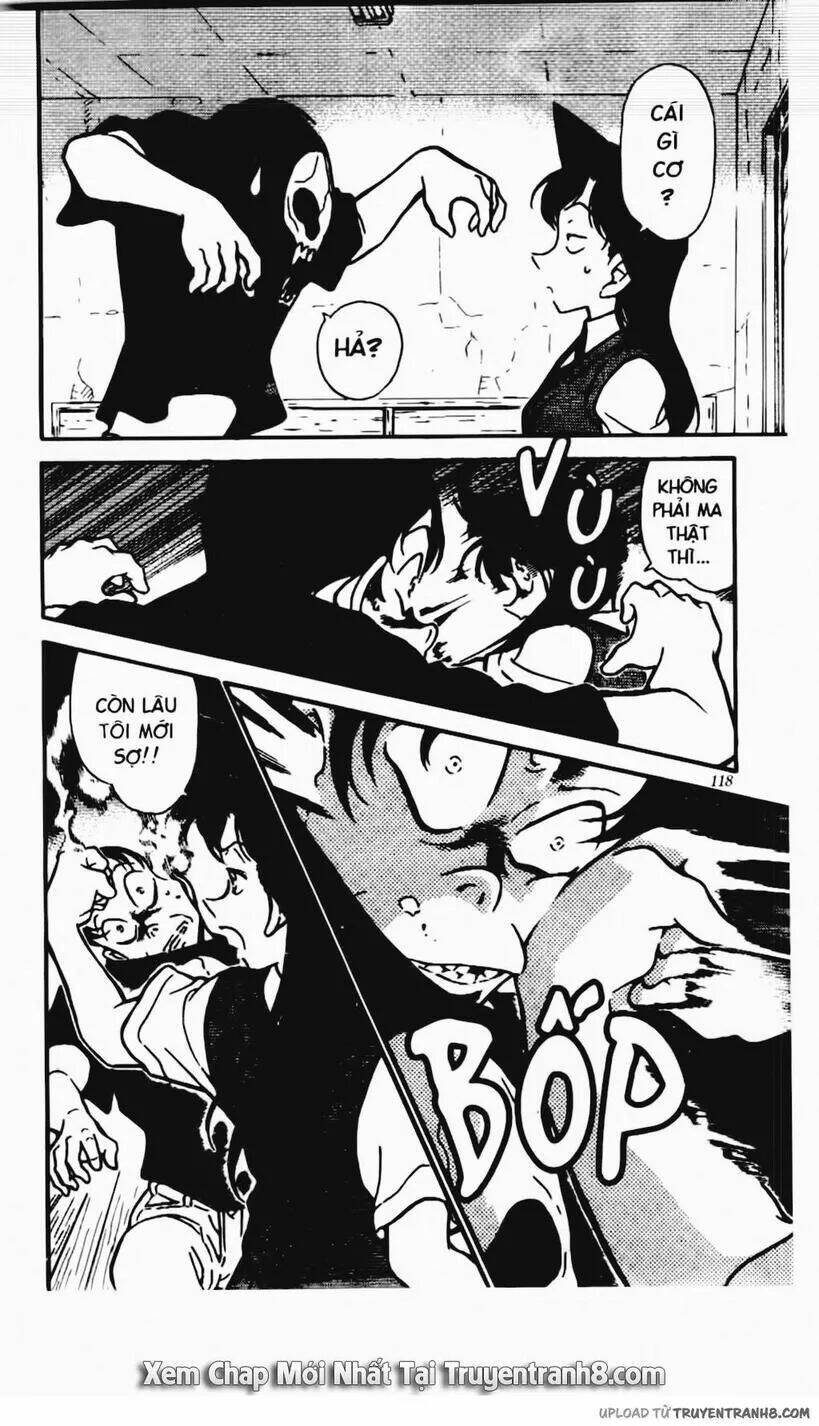 CÁI
GÌ
CƠ
?
HẢ?
VÙ
Ù
KHÔNG
PHẢI MA
THẬT
THÌ...
CÒN LÂU
TÔI MỚI
SỢ!!
118
BỐP
Xem Chap Mới Nhất Tại Truyentranh8.com
UPLOAD TỪ TRUYENTRANH8.COM